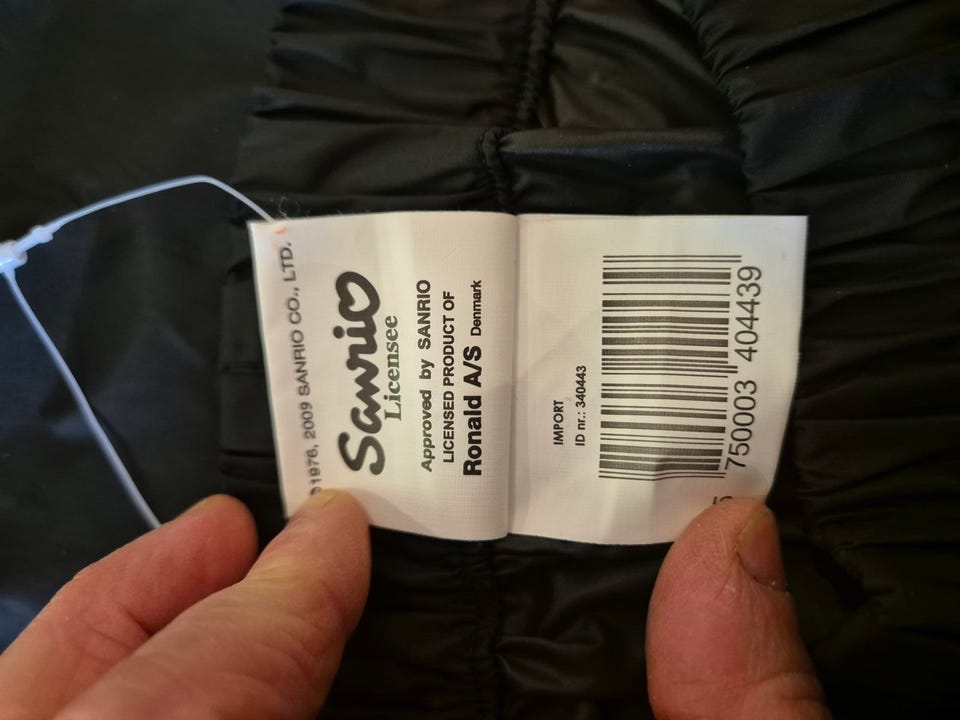 © 1976, 2009 SANRIO CO., LTD.
Sanrio
Licensee
Approved by SANRIO
LICENSED PRODUCT OF
Ronald A/S Denmark
IMPORT
ID nr.: 340443
5 750003 404439